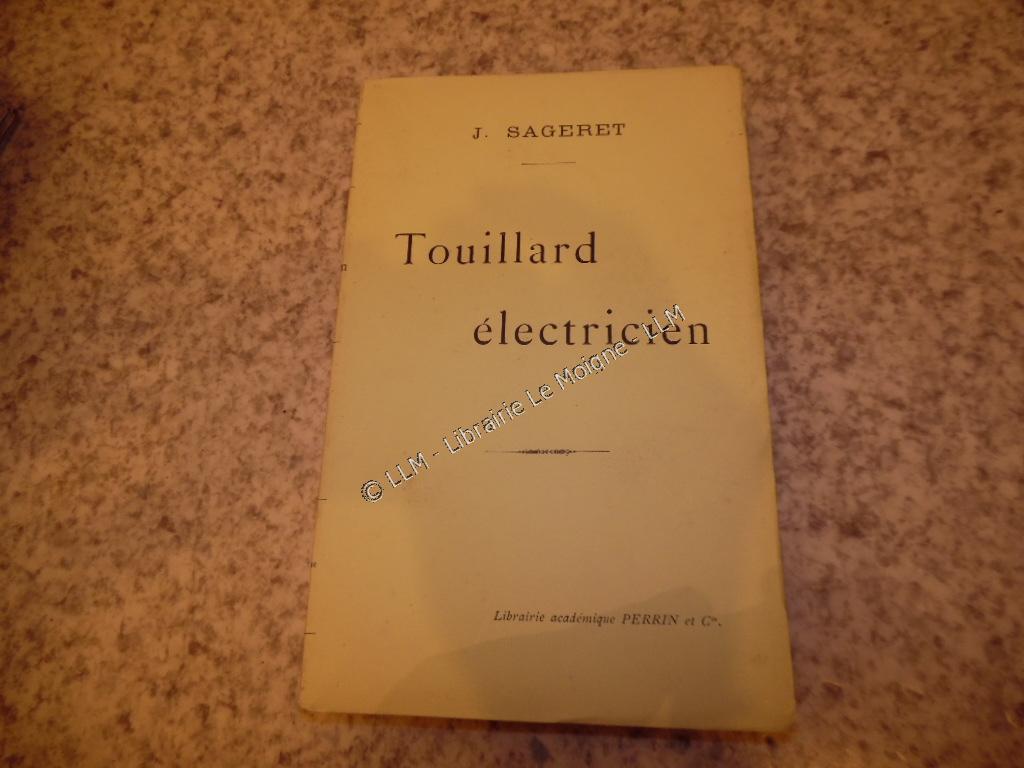 J. SAGERET
Touillard
électricien
© LLM - Librairie Le Moigne - LLM
Librairie académique PERRIN et Cie.